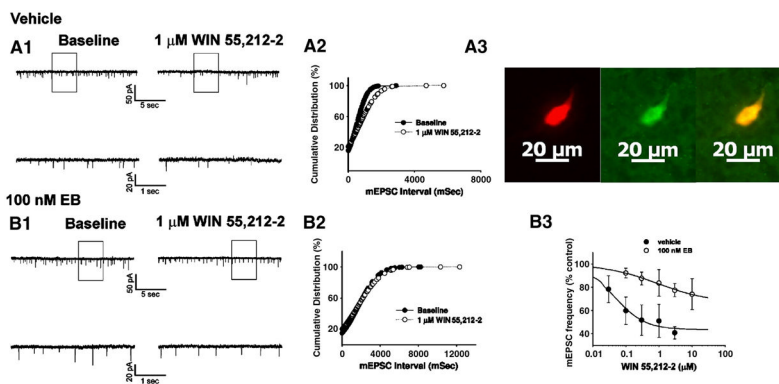 Vehicle
A1 Baseline 1 μM WIN 55,212-2
50 pA
5 sec
20 pA
1 sec
A2
Cumulative Distribution (%)
100
80
60
40
20
Baseline
1 μM WIN 55,212-2
0 4000 8000
mEPSC Interval (mSec)
A3
20 μm 20 μm 20 μm
100 nM EB
B1 Baseline 1 μM WIN 55,212-2
50 pA
5 sec
20 pA
1 sec
B2
Cumulative Distribution (%)
100
80
60
40
20
Baseline
1 μM WIN 55,212-2
0 4000 8000 12000
mEPSC Interval (mSec)
B3
vehicle
100 nM EB
mEPSC frequency (% control)
100
80
60
40
0.01 0.1 1 10
WIN 55,212-2 (μM)